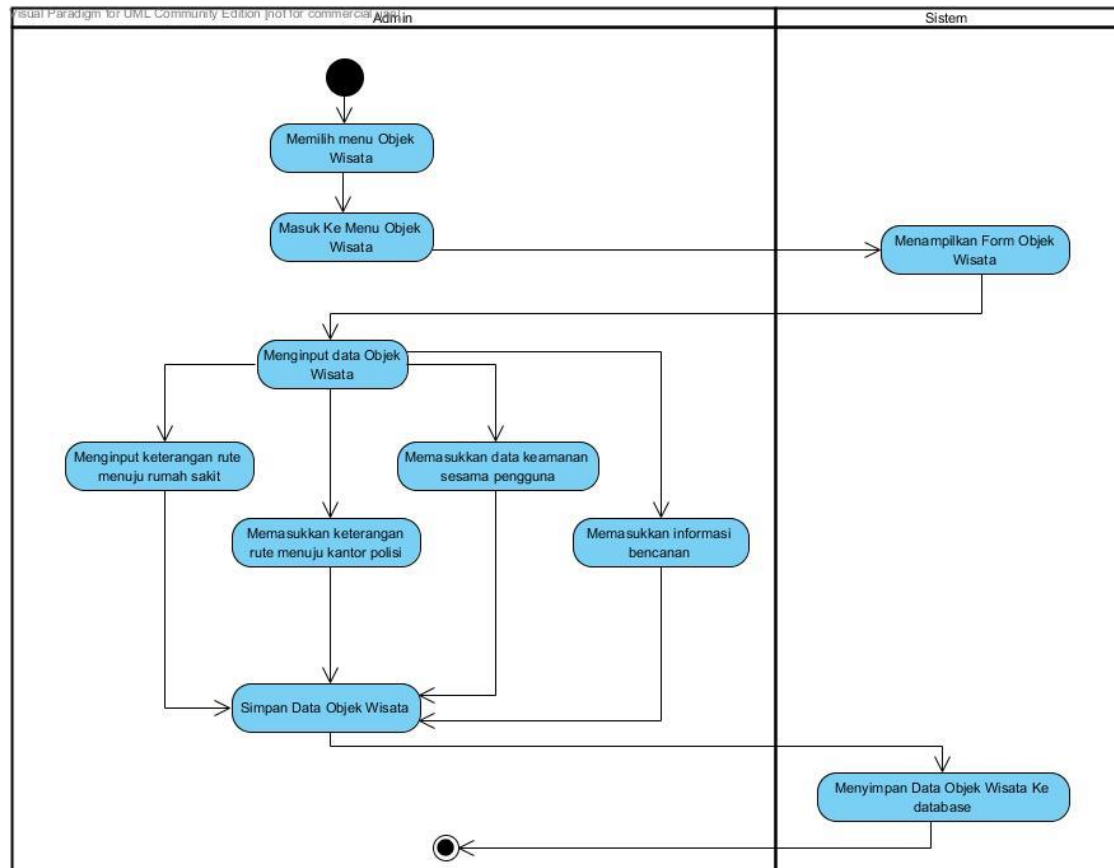 Visual Paradigm for UML Community Edition [not for commercial use]
Admin
Sistem
Memilih menu Objek
Wisata
Masuk Ke Menu Objek
Wisata
Menampilkan Form Objek
Wisata
Menginput data Objek
Wisata
Menginput keterangan rute
menuju rumah sakit
Memasukkan data keamanan
sesama pengguna
Memasukkan keterangan
rute menuju kantor polisi
Memasukkan informasi
bencanan
Simpan Data Objek Wisata
Menyimpan Data Objek Wisata Ke
database